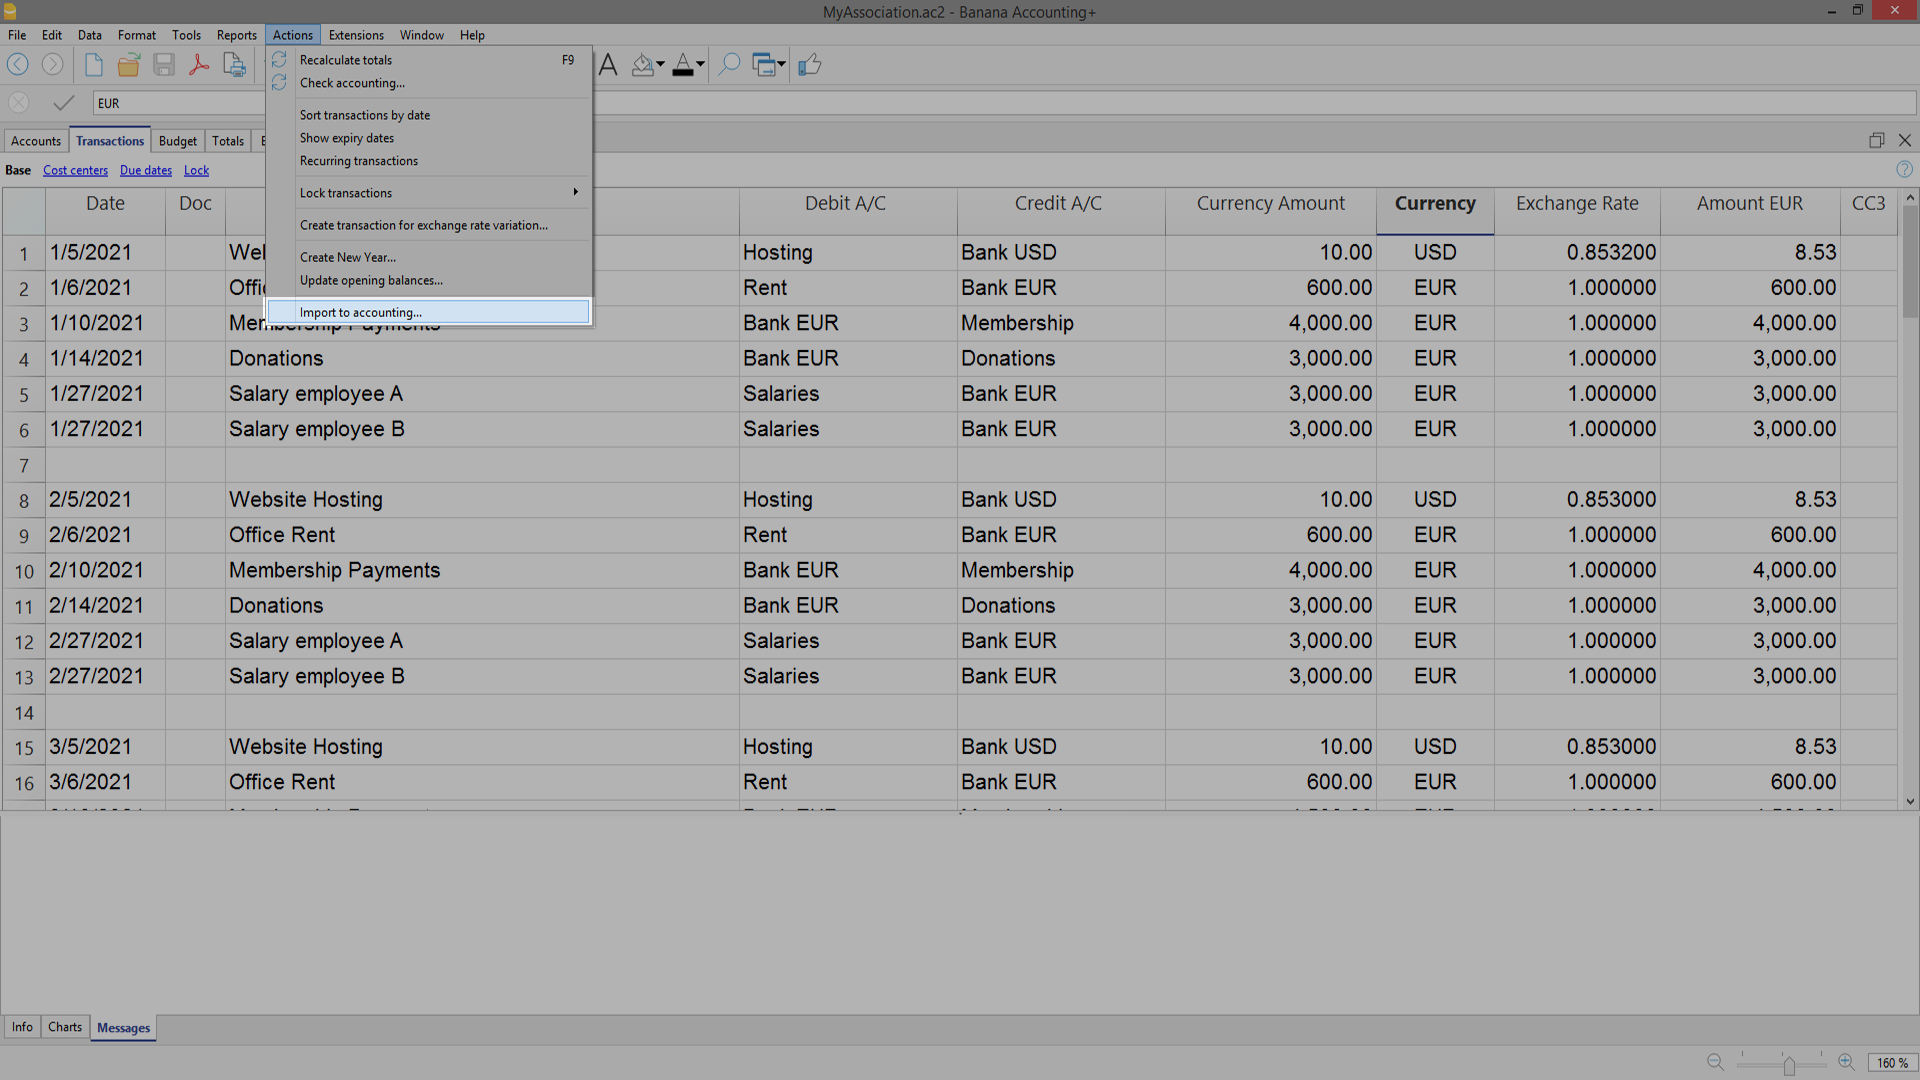 MyAssociation.ac2 - Banana Accounting+
File Edit Data Format Tools Reports Actions Extensions Window Help
Recalculate totals F9
Check accounting...
Sort transactions by date
Show expiry dates
Recurring transactions
Lock transactions
Create transaction for exchange rate variation...
Create New Year...
Update opening balances...
Import to accounting...
EUR
Accounts Transactions Budget Totals
Base Cost centers Due dates Lock
Date Doc Debit A/C Credit A/C Currency Amount Currency Exchange Rate Amount EUR CC3
1 1/5/2021 Hosting Bank USD 10.00 USD 0.853200 8.53
2 1/6/2021 Rent Bank EUR 600.00 EUR 1.000000 600.00
3 1/10/2021 Membership Payments Bank EUR Membership 4,000.00 EUR 1.000000 4,000.00
4 1/14/2021 Donations Bank EUR Donations 3,000.00 EUR 1.000000 3,000.00
5 1/27/2021 Salary employee A Salaries Bank EUR 3,000.00 EUR 1.000000 3,000.00
6 1/27/2021 Salary employee B Salaries Bank EUR 3,000.00 EUR 1.000000 3,000.00
7
8 2/5/2021 Website Hosting Hosting Bank USD 10.00 USD 0.853000 8.53
9 2/6/2021 Office Rent Rent Bank EUR 600.00 EUR 1.000000 600.00
10 2/10/2021 Membership Payments Bank EUR Membership 4,000.00 EUR 1.000000 4,000.00
11 2/14/2021 Donations Bank EUR Donations 3,000.00 EUR 1.000000 3,000.00
12 2/27/2021 Salary employee A Salaries Bank EUR 3,000.00 EUR 1.000000 3,000.00
13 2/27/2021 Salary employee B Salaries Bank EUR 3,000.00 EUR 1.000000 3,000.00
14
15 3/5/2021 Website Hosting Hosting Bank USD 10.00 USD 0.853000 8.53
16 3/6/2021 Office Rent Rent Bank EUR 600.00 EUR 1.000000 600.00
Info Charts Messages
160 %